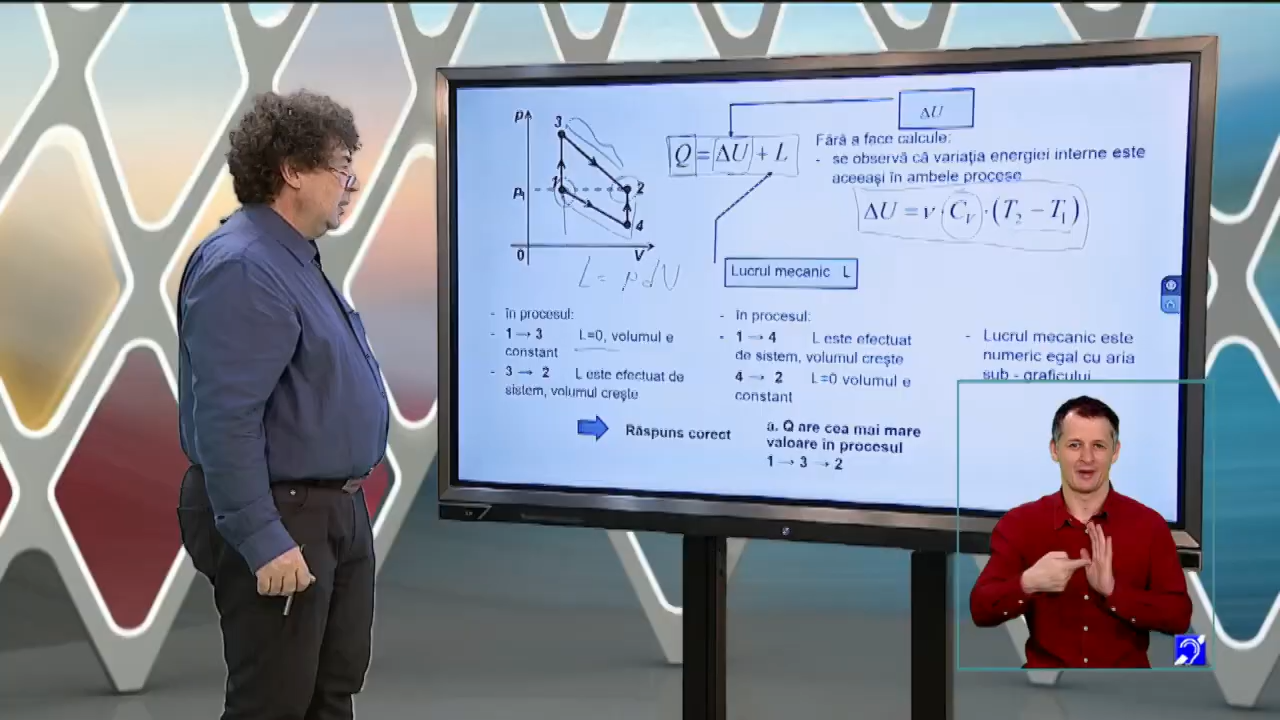 p
3
1
2
p₁
4
0
V
L = p dV
Q = ΔU + L
ΔU
Fără a face calcule:
- se observă că variația energiei interne este
aceeași în ambele procese
ΔU = ν C_V · (T₂ − T₁)
Lucrul mecanic L
- în procesul:
- 1 → 3 L=0, volumul e
constant
- 3 → 2 L este efectuat de
sistem, volumul crește
- în procesul:
- 1 → 4 L este efectuat
de sistem, volumul crește
4 → 2 L=0 volumul e
constant
- Lucrul mecanic este
numeric egal cu aria
sub - graficului
Răspuns corect
a. Q are cea mai mare
valoare în procesul
1 → 3 → 2